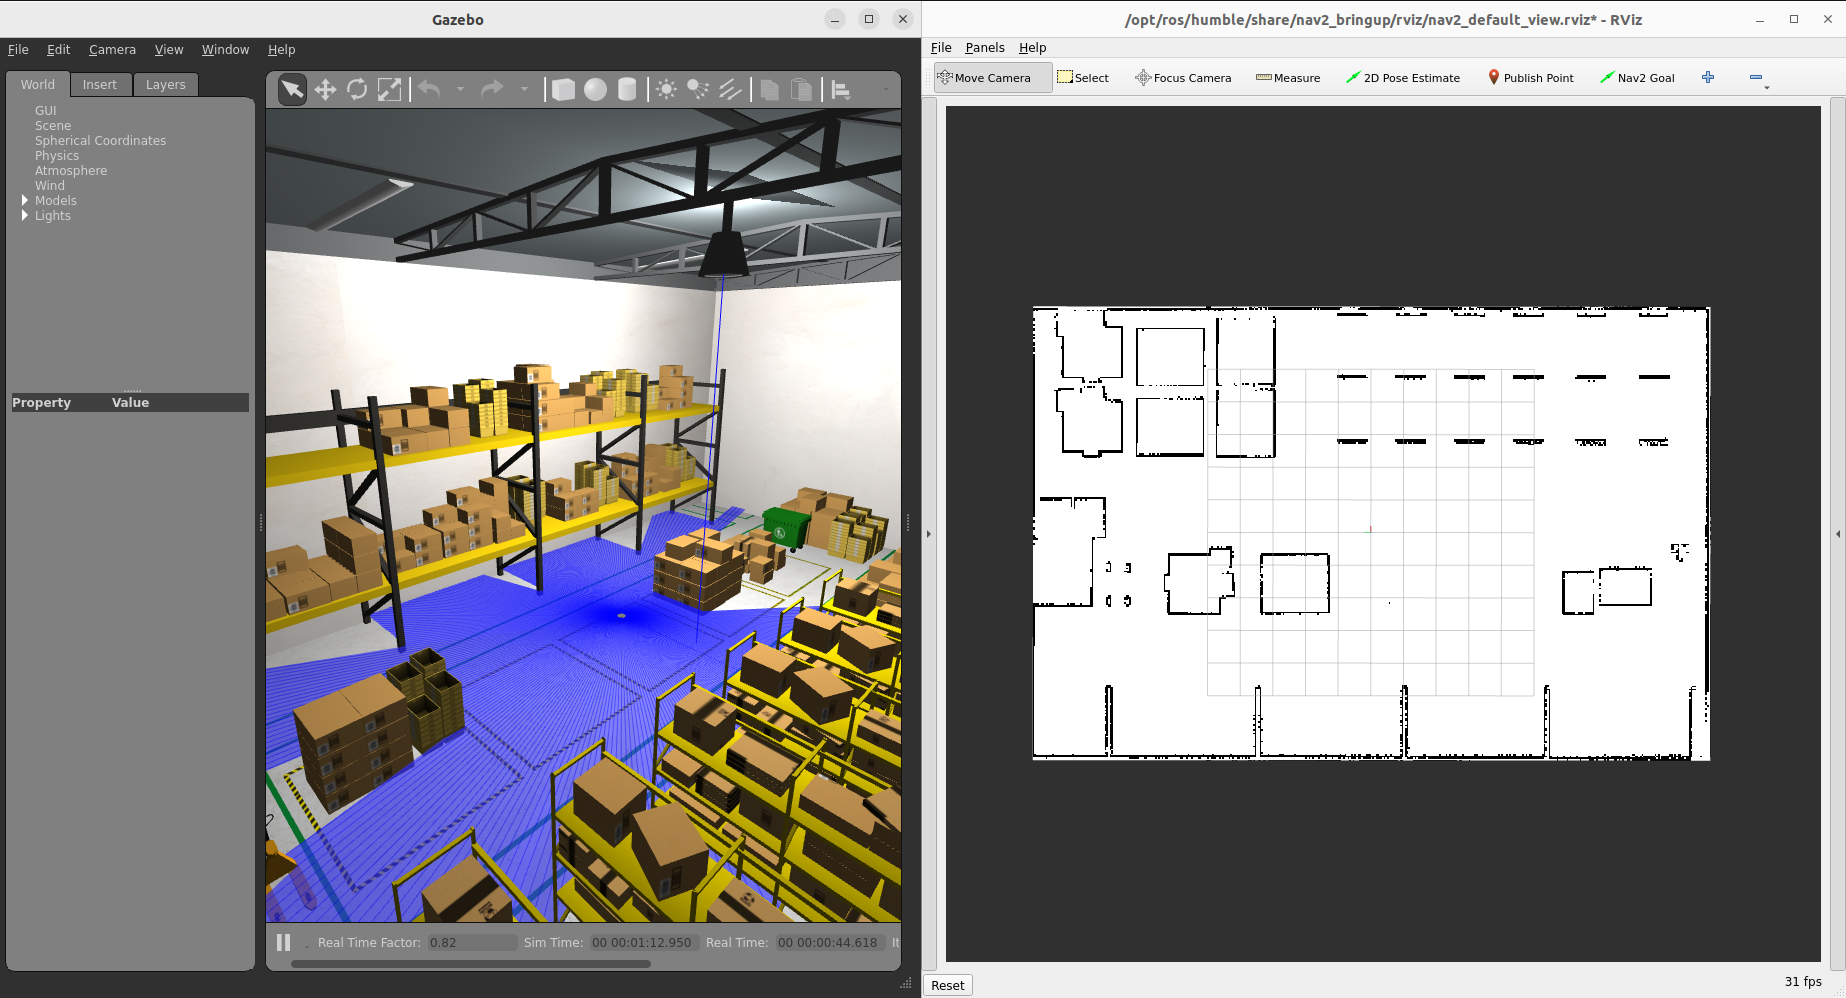 Gazebo
File Edit Camera View Window Help
World Insert Layers
GUI
Scene
Spherical Coordinates
Physics
Atmosphere
Wind
Models
Lights
Property Value
Real Time Factor: 0.82 Sim Time: 00 00:01:12.950 Real Time: 00 00:00:44.618 It
/opt/ros/humble/share/nav2_bringup/rviz/nav2_default_view.rviz* - RViz
File Panels Help
Move Camera Select Focus Camera Measure 2D Pose Estimate Publish Point Nav2 Goal
Reset
31 fps